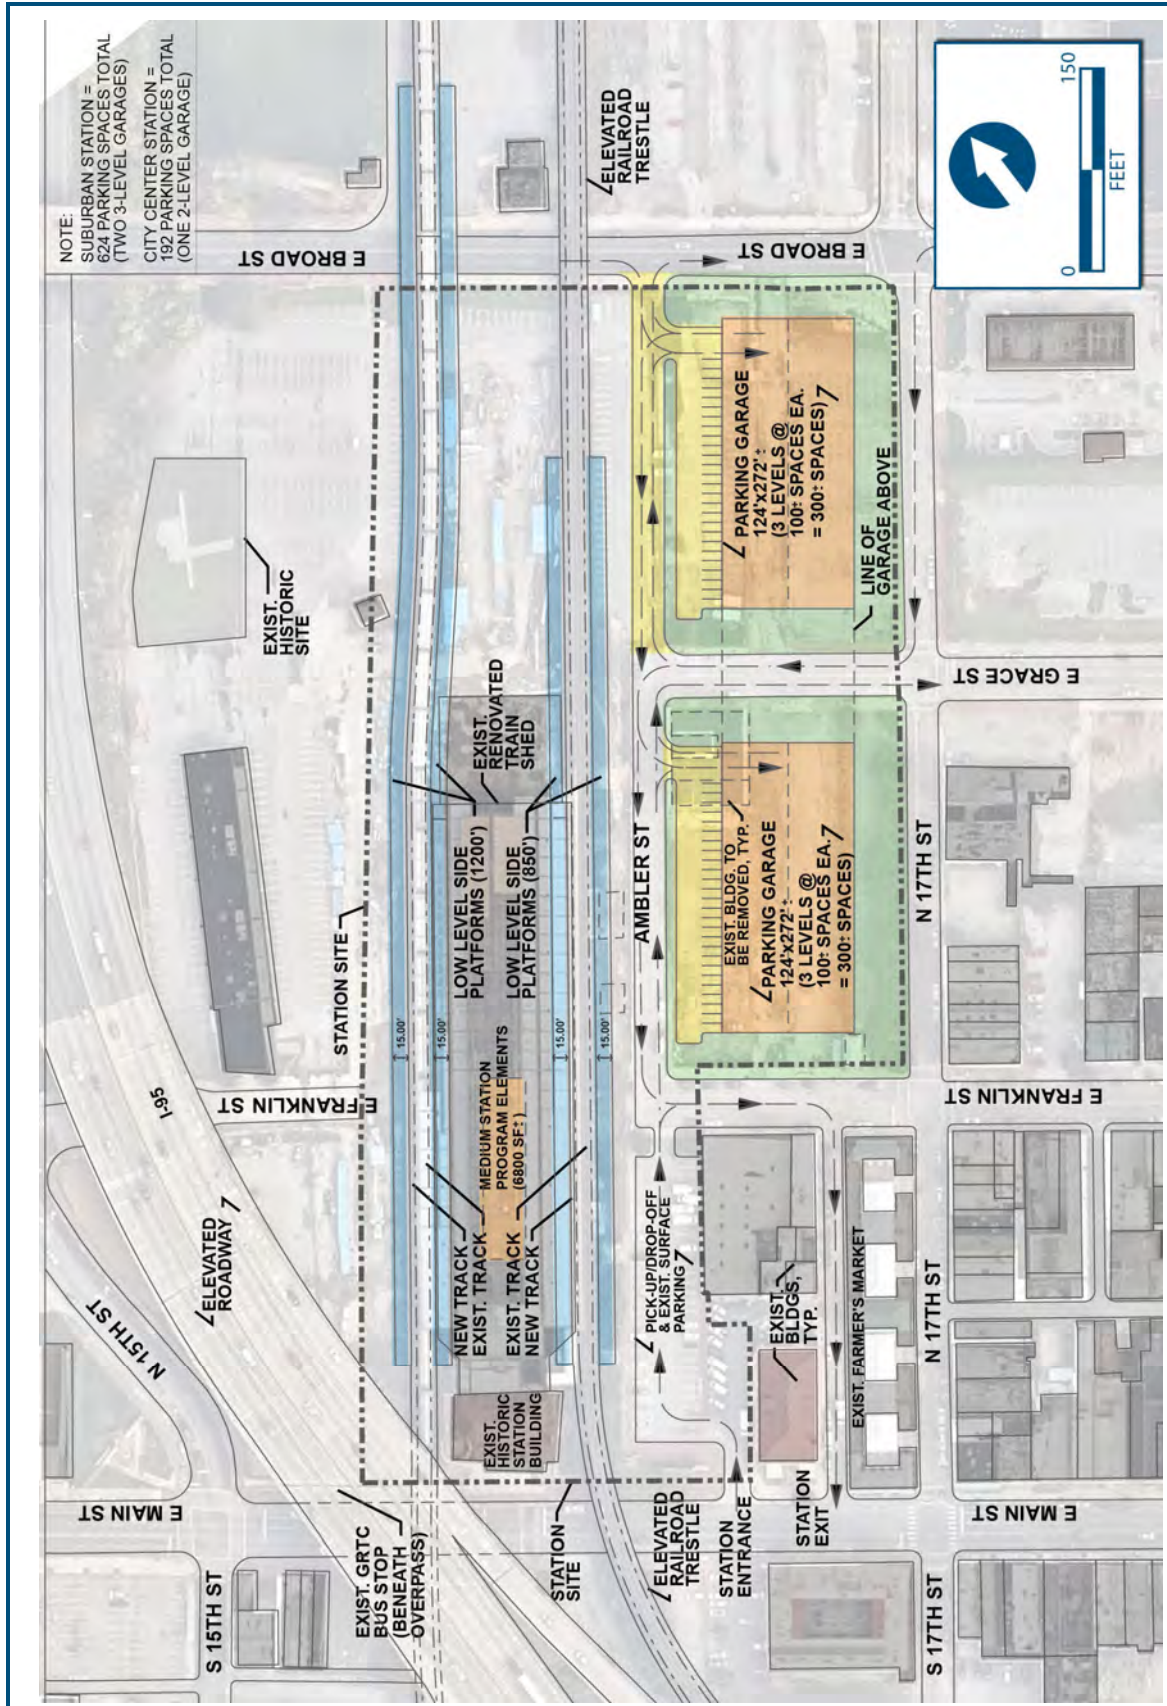 NOTE:
SUBURBAN STATION =
624 PARKING SPACES TOTAL
(TWO 3-LEVEL GARAGES)
CITY CENTER STATION =
192 PARKING SPACES TOTAL
(ONE 2-LEVEL GARAGE)
E BROAD ST
ELEVATED
RAILROAD
TRESTLE
E BROAD ST
0
150
FEET
EXIST.
HISTORIC
SITE
PARKING GARAGE
124'x272'±
(3 LEVELS @
100± SPACES EA.
= 300± SPACES)
LINE OF
GARAGE ABOVE
E GRACE ST
EXIST.
RENOVATED
TRAIN
SHED
STATION SITE
LOW LEVEL SIDE
PLATFORMS (1200')
LOW LEVEL SIDE
PLATFORMS (850')
AMBLER ST
EXIST. BLDG. TO
BE REMOVED, TYP.
PARKING GARAGE
124'x272'±
(3 LEVELS @
100± SPACES EA.
= 300± SPACES)
N 17TH ST
15.00'
15.00'
15.00'
15.00'
I-95
E FRANKLIN ST
MEDIUM STATION
PROGRAM ELEMENTS
(6800 SF±)
E FRANKLIN ST
ELEVATED
ROADWAY
N 15TH ST
NEW TRACK
EXIST. TRACK
EXIST. TRACK
NEW TRACK
PICK-UP/DROP-OFF
& EXIST. SURFACE
PARKING
EXIST.
BLDGS,
TYP.
EXIST. FARMER'S MARKET
N 17TH ST
EXIST.
HISTORIC
STATION
BUILDING
E MAIN ST
EXIST. GRTC
BUS STOP
(BENEATH
OVERPASS)
STATION
SITE
ELEVATED
RAILROAD
TRESTLE
STATION
ENTRANCE
STATION
EXIT
E MAIN ST
S 15TH ST
S 17TH ST